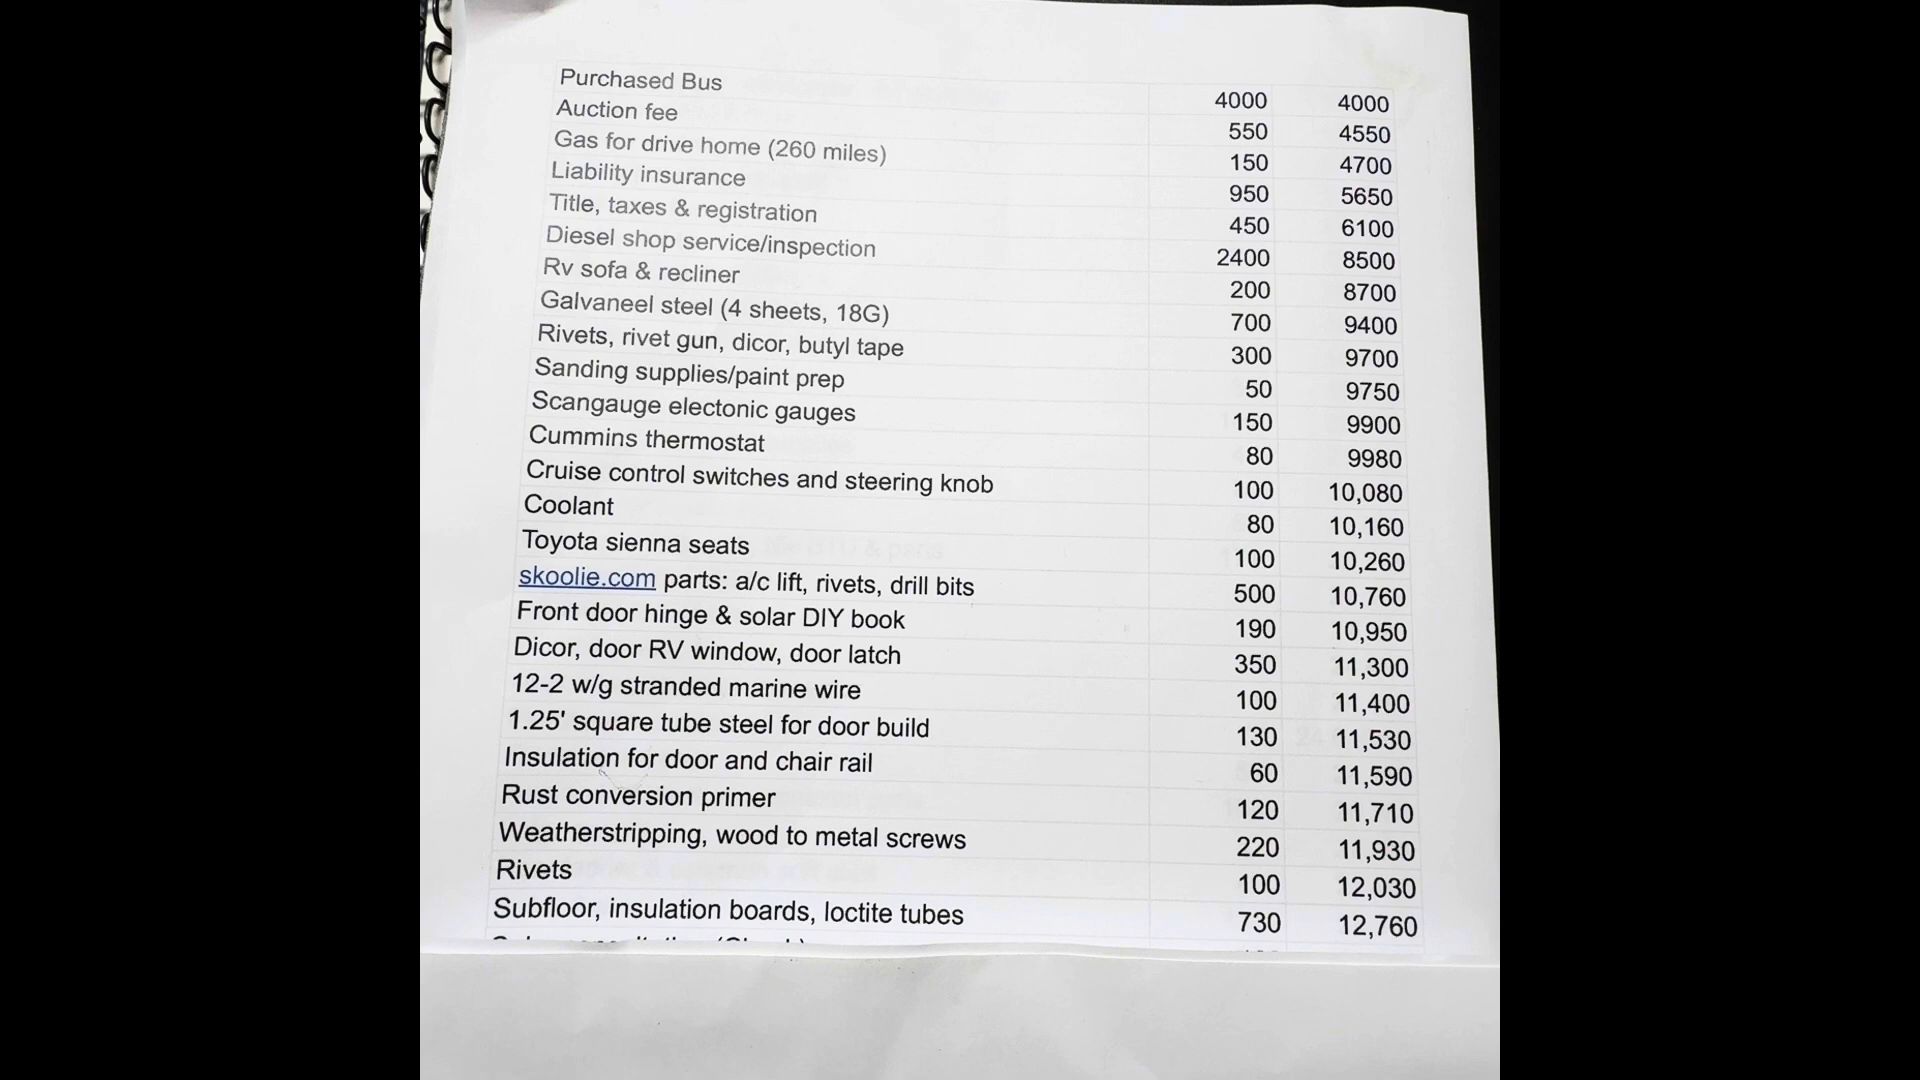 Purchased Bus 4000 4000
Auction fee 550 4550
Gas for drive home (260 miles) 150 4700
Liability insurance 950 5650
Title, taxes & registration 450 6100
Diesel shop service/inspection 2400 8500
Rv sofa & recliner 200 8700
Galvaneel steel (4 sheets, 18G) 700 9400
Rivets, rivet gun, dicor, butyl tape 300 9700
Sanding supplies/paint prep 50 9750
Scangauge electonic gauges 150 9900
Cummins thermostat 80 9980
Cruise control switches and steering knob 100 10,080
Coolant 80 10,160
Toyota sienna seats 100 10,260
skoolie.com parts: a/c lift, rivets, drill bits 500 10,760
Front door hinge & solar DIY book 190 10,950
Dicor, door RV window, door latch 350 11,300
12-2 w/g stranded marine wire 100 11,400
1.25' square tube steel for door build 130 11,530
Insulation for door and chair rail 60 11,590
Rust conversion primer 120 11,710
Weatherstripping, wood to metal screws 220 11,930
Rivets 100 12,030
Subfloor, insulation boards, loctite tubes 730 12,760